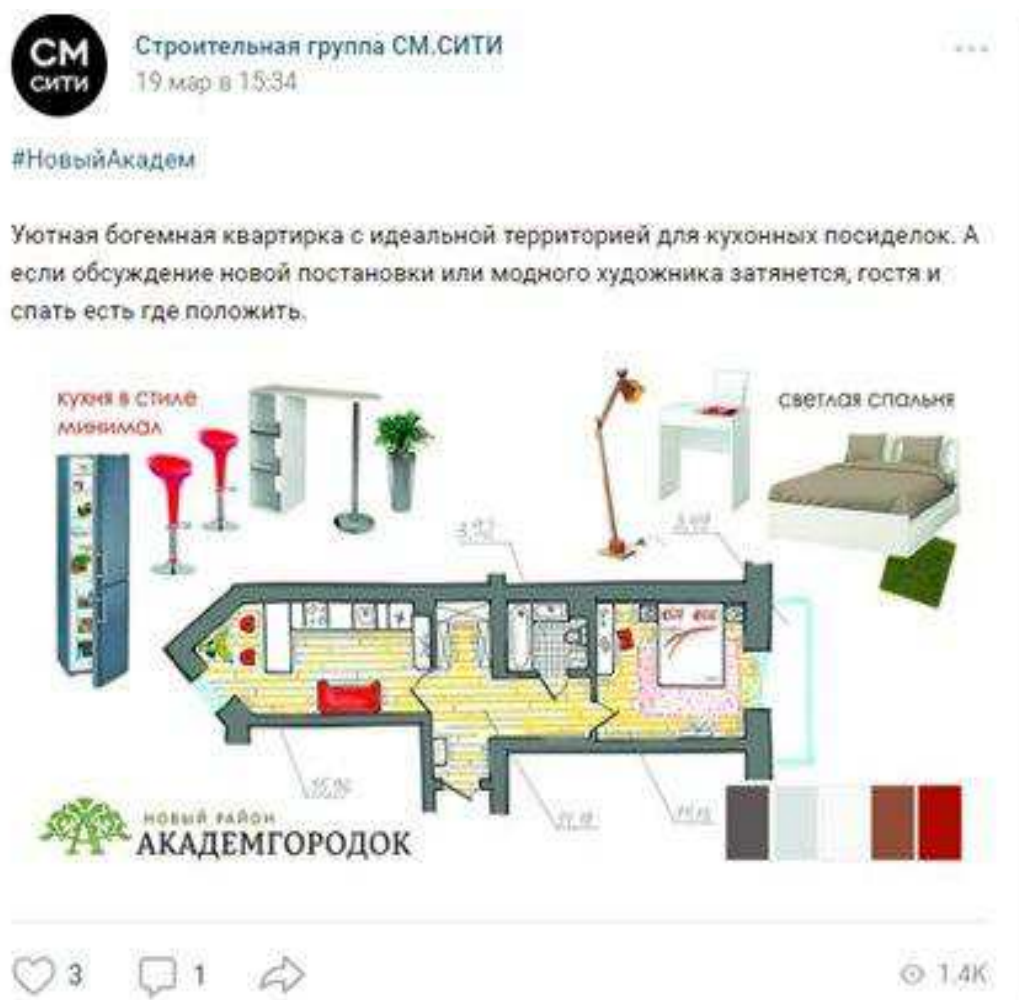 СМ
СИТИ
Строительная группа СМ.СИТИ
19 мар в 15:34
#НовыйАкадем
Уютная богемная квартирка с идеальной территорией для кухонных посиделок. А
если обсуждение новой постановки или модного художника затянется, гостя и
спать есть где положить.
кухня в стиле
минимал
светлая спальня
НОВЫЙ РАЙОН
АКАДЕМГОРОДОК
3
1
1.4K